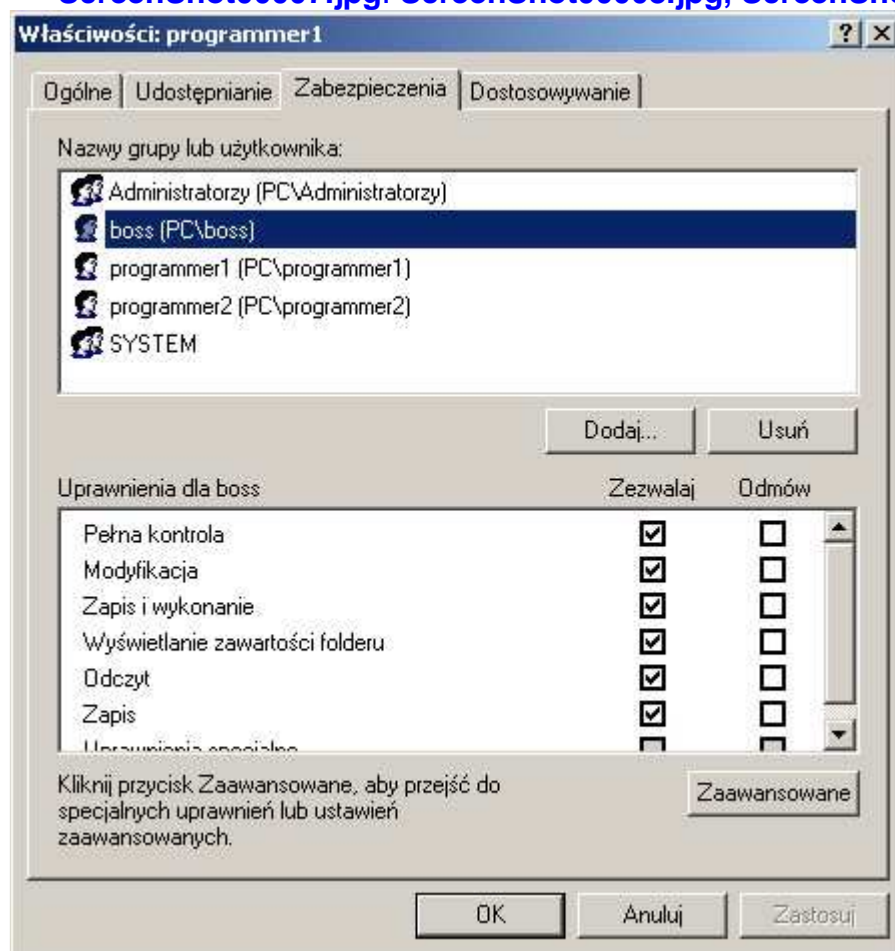 Właściwości: programmer1
Ogólne Udostępnianie Zabezpieczenia Dostosowywanie
Nazwy grupy lub użytkownika:
Administratorzy (PC\Administratorzy)
boss (PC\boss)
programmer1 (PC\programmer1)
programmer2 (PC\programmer2)
SYSTEM
Dodaj... Usuń
Uprawnienia dla boss Zezwalaj Odmów
Pełna kontrola
Modyfikacja
Zapis i wykonanie
Wyświetlanie zawartości folderu
Odczyt
Zapis
Uprawnienia specjalne
Kliknij przycisk Zaawansowane, aby przejść do
specjalnych uprawnień lub ustawień
zaawansowanych.
Zaawansowane
OK Anuluj Zastosuj